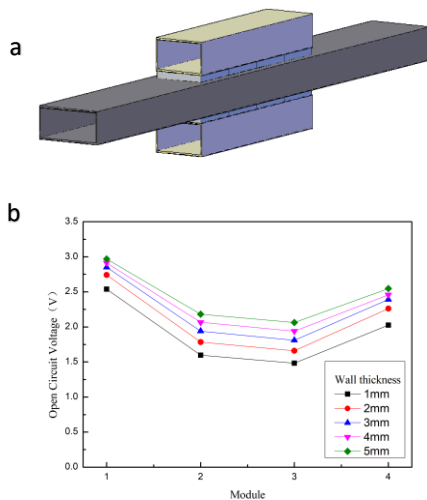 a
b
Open Circuit Voltage（V）
3.5
3.0
2.5
2.0
1.5
1.0
0.5
0.0
1
2
3
4
Module
Wall thickness
1mm
2mm
3mm
4mm
5mm